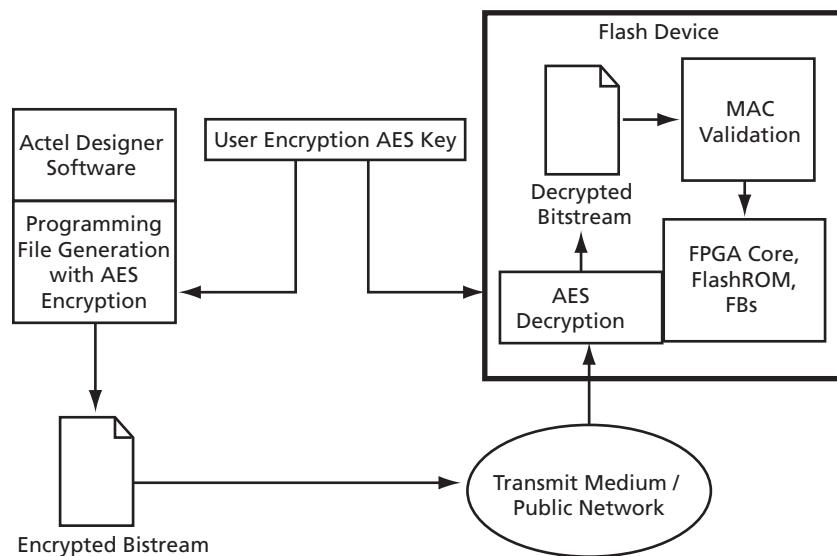 Flash Device
Actel Designer
Software
Programming
File Generation
with AES
Encryption
User Encryption AES Key
Decrypted
Bitstream
MAC
Validation
FPGA Core,
FlashROM,
FBs
AES
Decryption
Encrypted Bistream
Transmit Medium /
Public Network